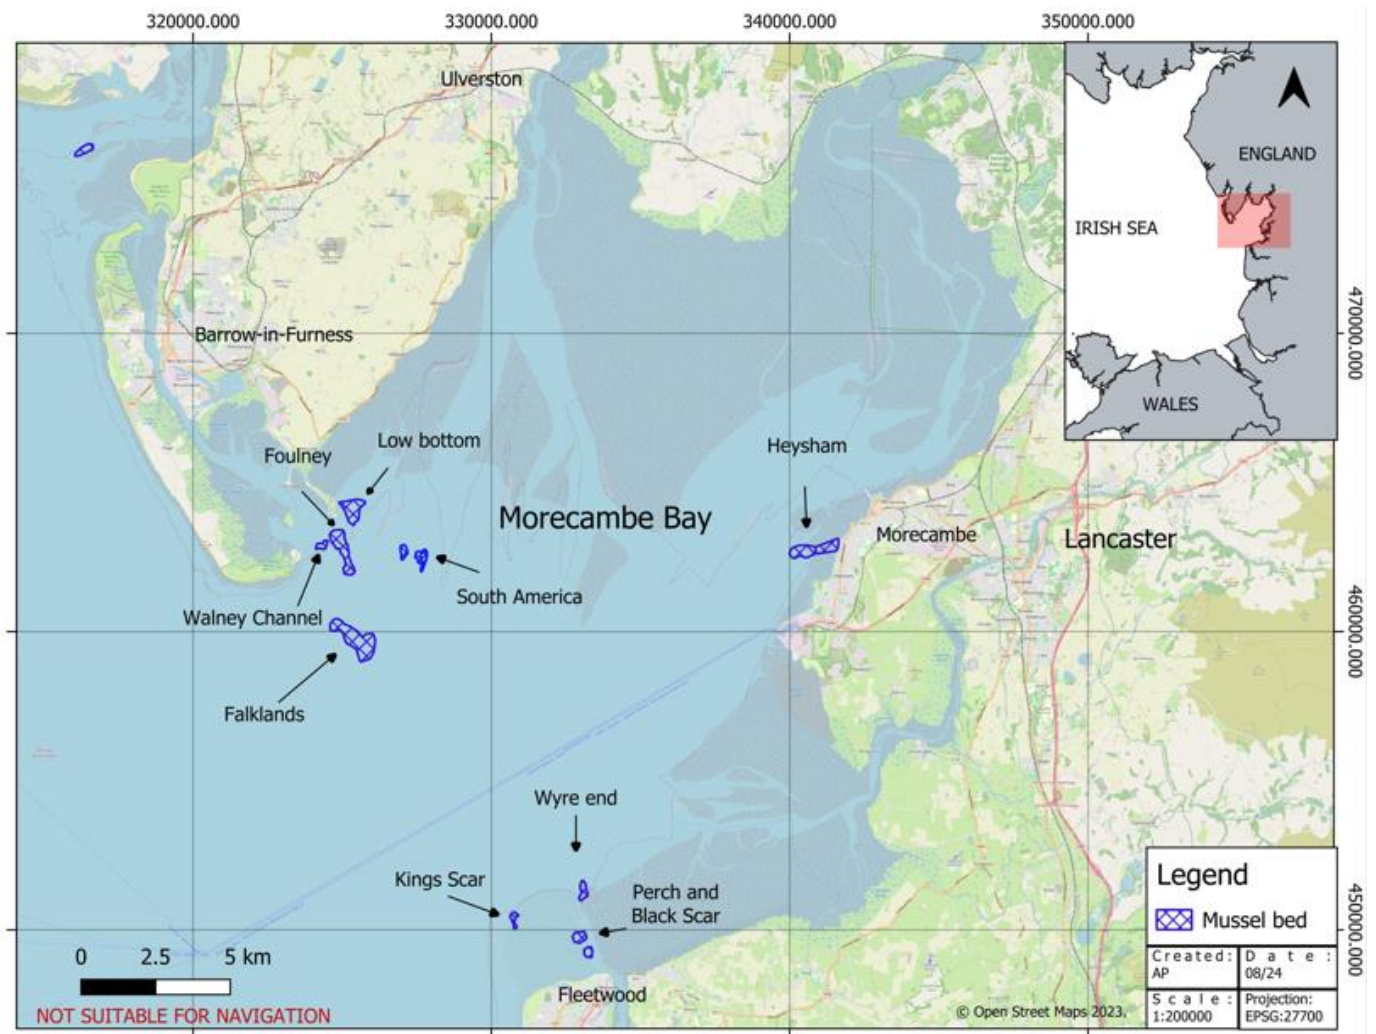 320000.000
330000.000
340000.000
350000.000
Ulverston
ENGLAND
IRISH SEA
WALES
470000.000
Barrow-in-Furness
Low bottom
Foulney
Heysham
Morecambe Bay
Morecambe
Lancaster
South America
Walney Channel
460000.000
Falklands
Wyre end
Kings Scar
Perch and
Black Scar
Legend
Mussel bed
450000.000
0 2.5 5 km
Created: AP
Date: 08/24
Fleetwood
Scale: 1:200000
Projection: EPSG:27700
© Open Street Maps 2023.
NOT SUITABLE FOR NAVIGATION